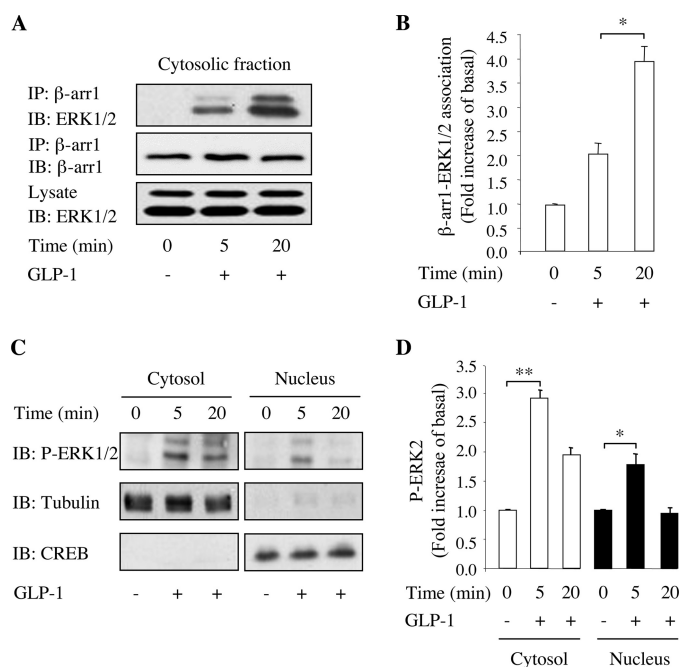 A
Cytosolic fraction
IP: β-arr1
IB: ERK1/2
IP: β-arr1
IB: β-arr1
Lysate
IB: ERK1/2
Time (min) 0 5 20
GLP-1 - + +
B
β-arr1-ERK1/2 association
(Fold increase of basal)
*
4.5
4.0
3.5
3.0
2.5
2.0
1.5
1.0
0.0
Time (min) 0 5 20
GLP-1 - + +
C
Cytosol Nucleus
Time (min) 0 5 20 0 5 20
IB: P-ERK1/2
IB: Tubulin
IB: CREB
GLP-1 - + + - + +
D
P-ERK2
(Fold incresae of basal)
** *
3.5
3.0
2.5
2.0
1.5
1.0
0.0
Time (min) 0 5 20 0 5 20
GLP-1 - + + - + +
Cytosol Nucleus